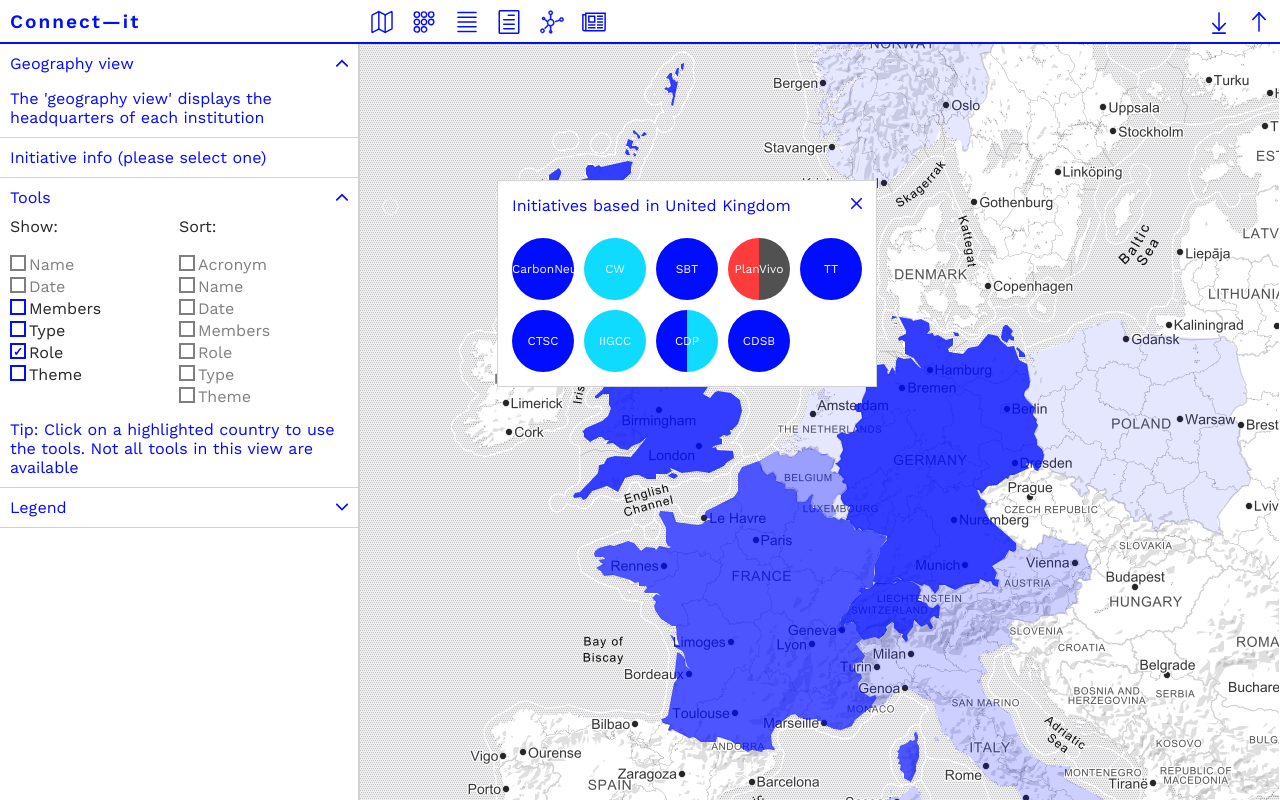 Connect—it
Geography view
The 'geography view' displays the
headquarters of each institution
Initiative info (please select one)
Tools
Show:
Sort:
Name
Date
Members
Type
Role
Theme
Acronym
Name
Date
Members
Role
Type
Theme
Tip: Click on a highlighted country to use
the tools. Not all tools in this view are
available
Legend
Initiatives based in United Kingdom
CarbonNeu
CW
SBT
PlanVivo
TT
CTSC
IIGCC
CDP
CDSB
NORWAY
Bergen
Oslo
Stavanger
Turku
Uppsala
Stockholm
Linköping
Skagerrak
Gothenburg
Kattegat
Baltic
Sea
Liepāja
LATV
EST
DENMARK
Copenhagen
LITHUANIA
Kaliningrad
Gdańsk
Hamburg
Bremen
Berlin
Amsterdam
THE NETHERLANDS
Limerick
Cork
Iris
Birmingham
London
English
Channel
BELGIUM
LUXEMBOURG
GERMANY
Dresden
POLAND
Warsaw
Brest
Prague
CZECH REPUBLIC
Lviv
Nuremberg
Le Havre
Paris
Rennes
FRANCE
Munich
Vienna
SLOVAKIA
AUSTRIA
Budapest
HUNGARY
LIECHTENSTEIN
SWITZERLAND
Geneva
Lyon
Limoges
Bay of
Biscay
Bordeaux
Milan
Turin
Genoa
SLOVENIA
CROATIA
ROMA
Belgrade
BOSNIA AND
HERZEGOVINA
SERBIA
Buchare
SAN MARINO
MONACO
Toulouse
Marseille
Bilbao
ANDORRA
Adriatic
Sea
ITALY
KOSOVO
BULG
Vigo
Ourense
Zaragoza
SPAIN
Barcelona
Porto
Rome
MONTENEGRO
Tirane
REPUBLIC OF
MACEDONIA